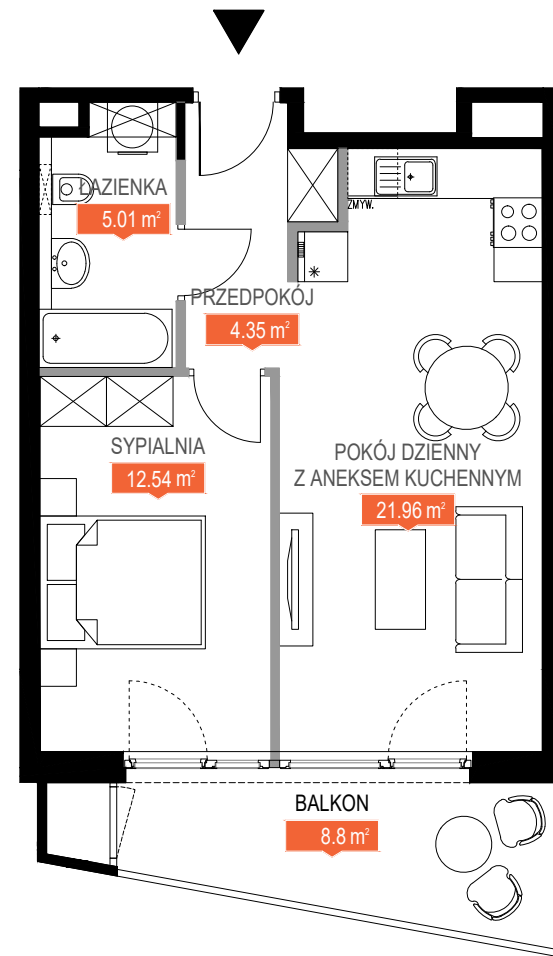 ŁAZIENKA
5.01 m²
ZMYW.
PRZEDPOKÓJ
4.35 m²
SYPIALNIA
12.54 m²
POKÓJ DZIENNY
Z ANEKSEM KUCHENNYM
21.96 m²
BALKON
8.8 m²